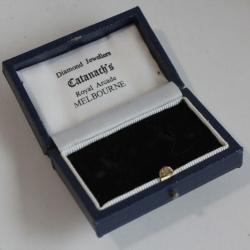 Diamond Jewellers
Catanach's
Royal Arcade
MELBOURNE